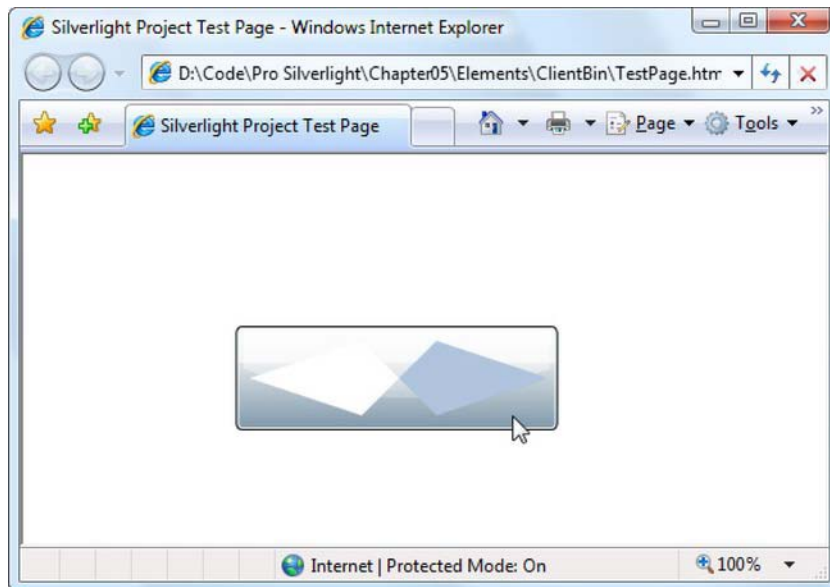 Silverlight Project Test Page - Windows Internet Explorer
D:\Code\Pro Silverlight\Chapter05\Elements\ClientBin\TestPage.htm
Silverlight Project Test Page
Page
Tools
Internet | Protected Mode: On
100%